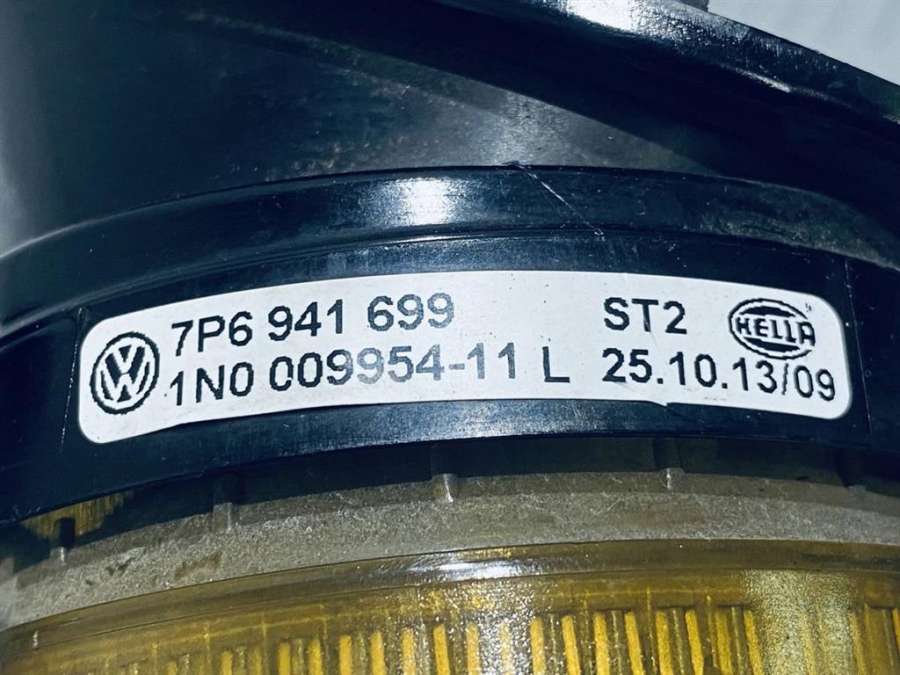 7P6 941 699 ST2 HELLA
1N0 009954-11 L 25.10.13/09